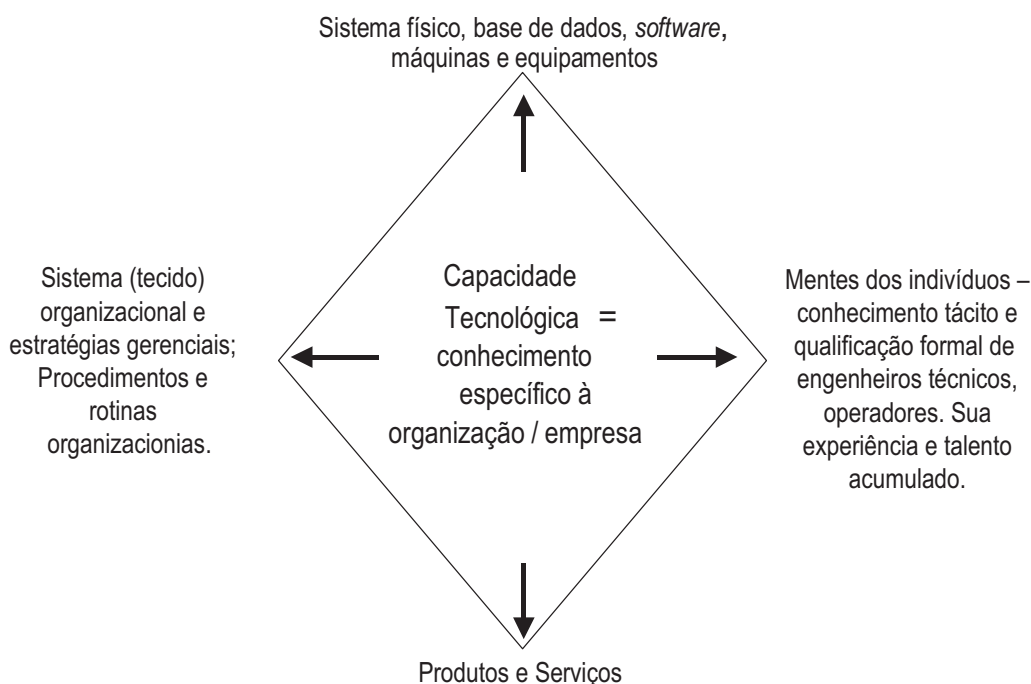 Sistema físico, base de dados, software,
máquinas e equipamentos
Sistema (tecido)
organizacional e
estratégias gerenciais;
Procedimentos e
rotinas
organizacionias.
Capacidade
Tecnológica =
conhecimento
específico à
organização / empresa
Mentes dos indivíduos –
conhecimento tácito e
qualificação formal de
engenheiros técnicos,
operadores. Sua
experiência e talento
acumulado.
Produtos e Serviços